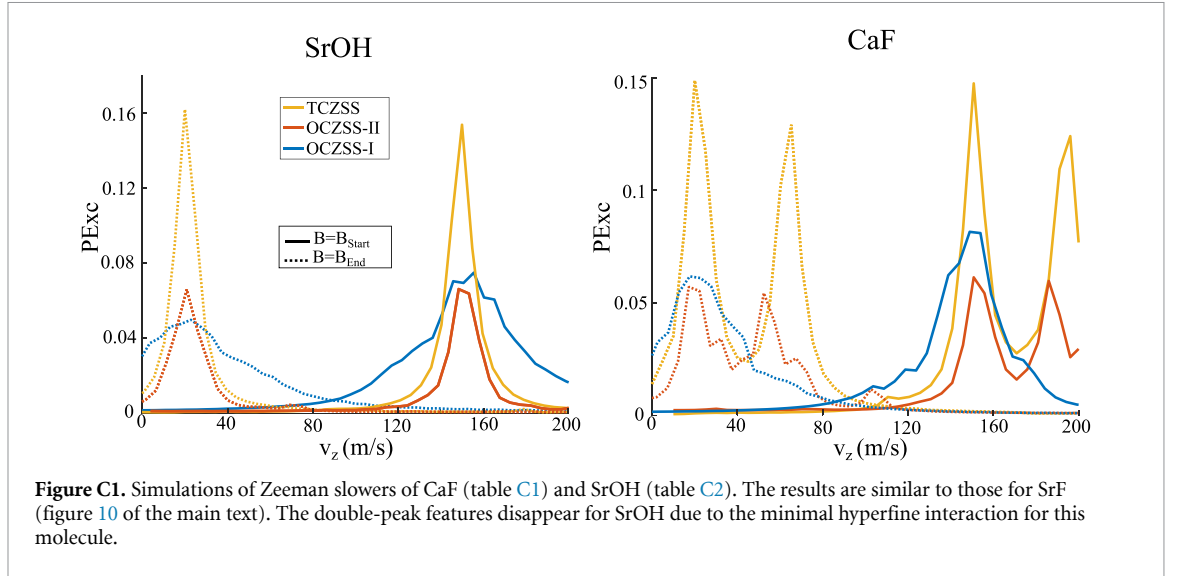 SrOH
CaF
TCZSS
OCZSS-II
OCZSS-I
B=B_Start
B=B_End
PExc
0.16
0.12
0.08
0.04
0
0
40
80
120
160
200
v_z (m/s)
PExc
0.15
0.1
0.05
0
0
40
80
120
160
200
v_z (m/s)
Figure C1. Simulations of Zeeman slowers of CaF (table C1) and SrOH (table C2). The results are similar to those for SrF
(figure 10 of the main text). The double-peak features disappear for SrOH due to the minimal hyperfine interaction for this
molecule.